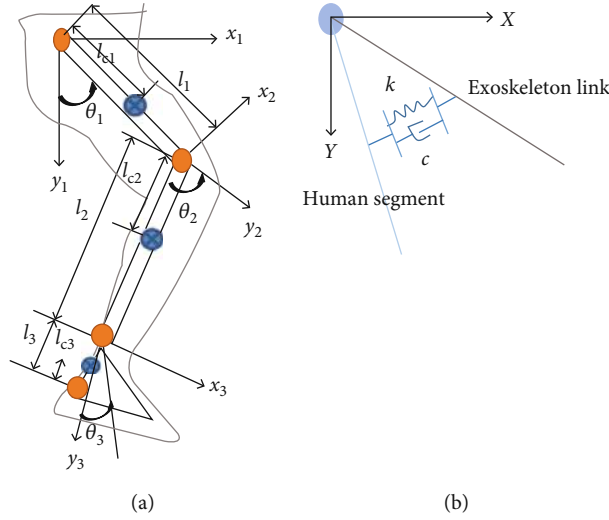 x1
lc1
l1
x2
θ1
y1
lc2
θ2
l2
y2
l3
lc3
x3
θ3
y3
(a)
X
k
Exoskeleton link
Y
c
Human segment
(b)